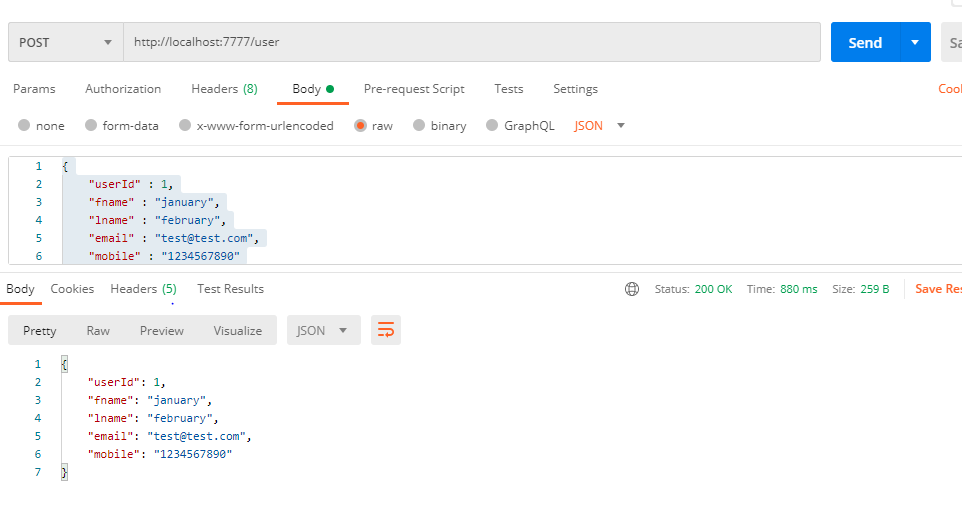 POST http://localhost:7777/user Send Sa
Params Authorization Headers (8) Body Pre-request Script Tests Settings Cool
none form-data x-www-form-urlencoded raw binary GraphQL JSON
1 {
2 "userId" : 1,
3 "fname" : "january",
4 "lname" : "february",
5 "email" : "test@test.com",
6 "mobile" : "1234567890"
Body Cookies Headers (5) Test Results Status: 200 OK Time: 880 ms Size: 259 B Save Res
Pretty Raw Preview Visualize JSON
1 {
2 "userId": 1,
3 "fname": "january",
4 "lname": "february",
5 "email": "test@test.com",
6 "mobile": "1234567890"
7 }